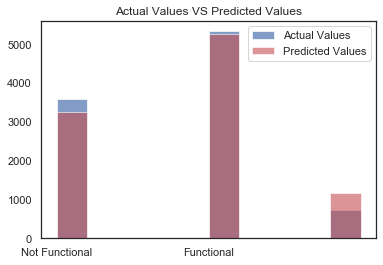 Actual Values VS Predicted Values
Actual Values
Predicted Values
5000
4000
3000
2000
1000
0
Not Functional
Functional